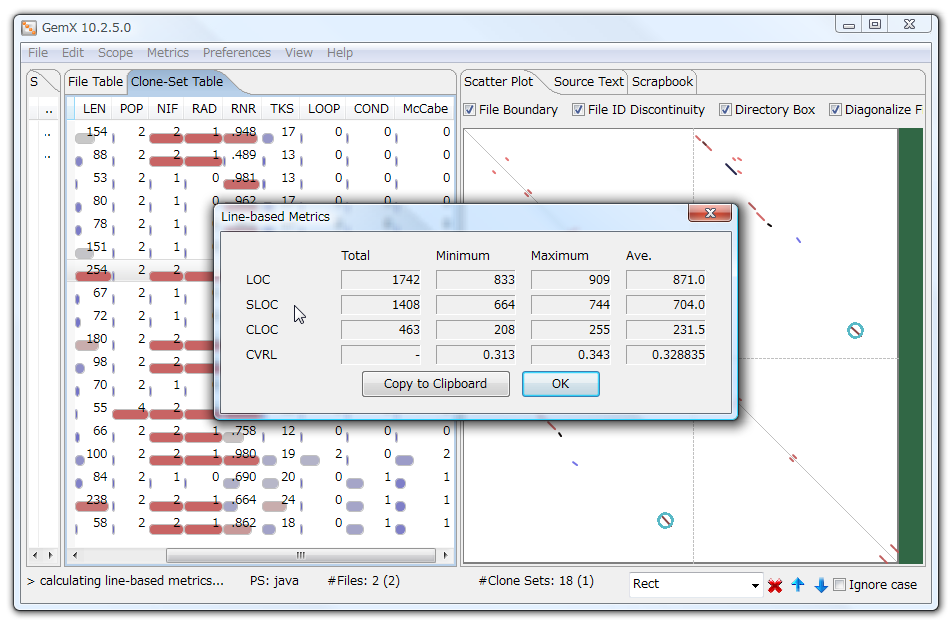 GemX 10.2.5.0
File Edit Scope Metrics Preferences View Help
S File Table Clone-Set Table Scatter Plot Source Text Scrapbook
.. LEN POP NIF RAD RNR TKS LOOP COND McCabe File Boundary File ID Discontinuity Directory Box Diagonalize F
.. 154 2 2 1 .948 17 0 0 0
.. 88 2 2 1 .489 13 0 0 0
53 2 1 0 .981 13 0 0 0
80 2 1 0 .962 17 0 0 0
78 2 1
151 2 1
254 2 2
67 2 1
72 2 1
180 2 2
98 2 2
70 2 1
55 4 2
66 2 2 1 .758 12 0 0 0
100 2 2 1 .980 19 2 0 2
84 2 1 0 .690 20 0 1 1
238 2 2 1 .664 24 0 1 1
58 2 2 1 .862 18 0 1 1
Line-based Metrics
Total Minimum Maximum Ave.
LOC 1742 833 909 871.0
SLOC 1408 664 744 704.0
CLOC 463 208 255 231.5
CVRL - 0.313 0.343 0.328835
Copy to Clipboard OK
> calculating line-based metrics... PS: java #Files: 2 (2) #Clone Sets: 18 (1) Rect Ignore case